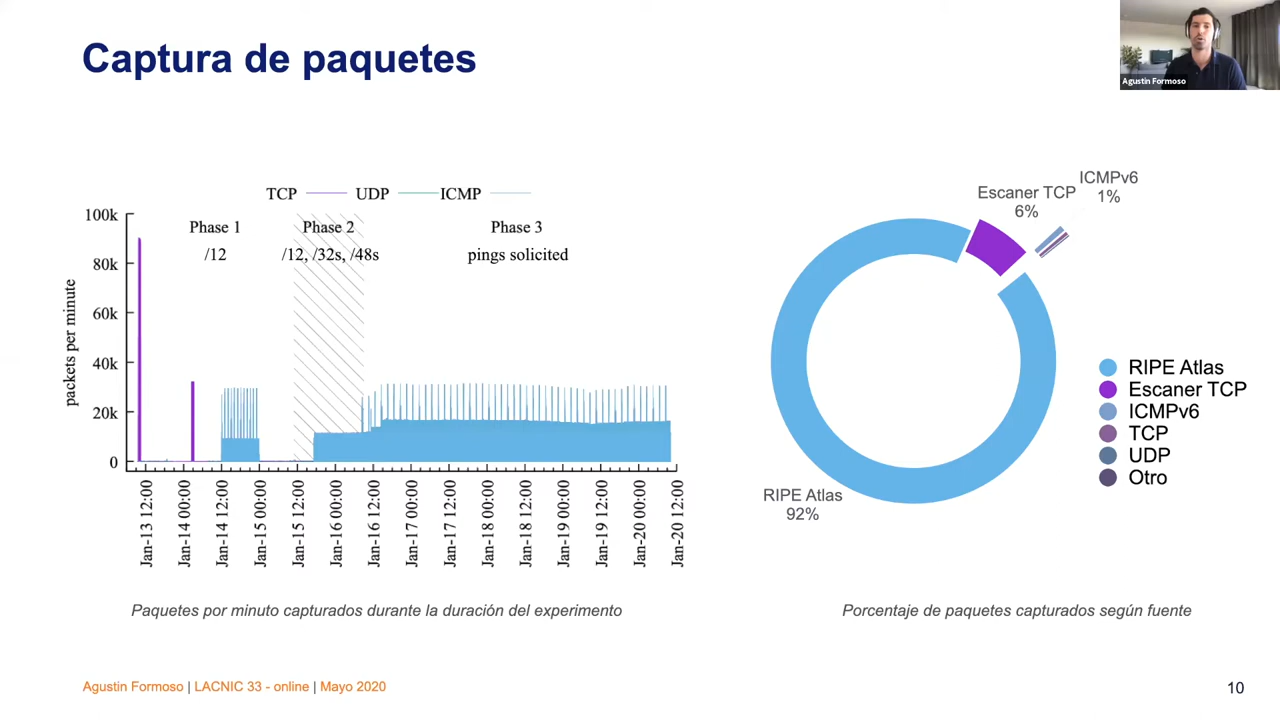 Captura de paquetes
Agustin Formoso
TCP UDP ICMP
100k
80k
60k
40k
20k
0
packets per minute
Phase 1
/12
Phase 2
/12, /32s, /48s
Phase 3
pings solicited
Jan-13 12:00
Jan-14 00:00
Jan-14 12:00
Jan-15 00:00
Jan-15 12:00
Jan-16 00:00
Jan-16 12:00
Jan-17 00:00
Jan-17 12:00
Jan-18 00:00
Jan-18 12:00
Jan-19 00:00
Jan-19 12:00
Jan-20 00:00
Jan-20 12:00
Paquetes por minuto capturados durante la duración del experimento
Escaner TCP
6%
ICMPv6
1%
RIPE Atlas
92%
RIPE Atlas
Escaner TCP
ICMPv6
TCP
UDP
Otro
Porcentaje de paquetes capturados según fuente
Agustin Formoso | LACNIC 33 - online | Mayo 2020
10